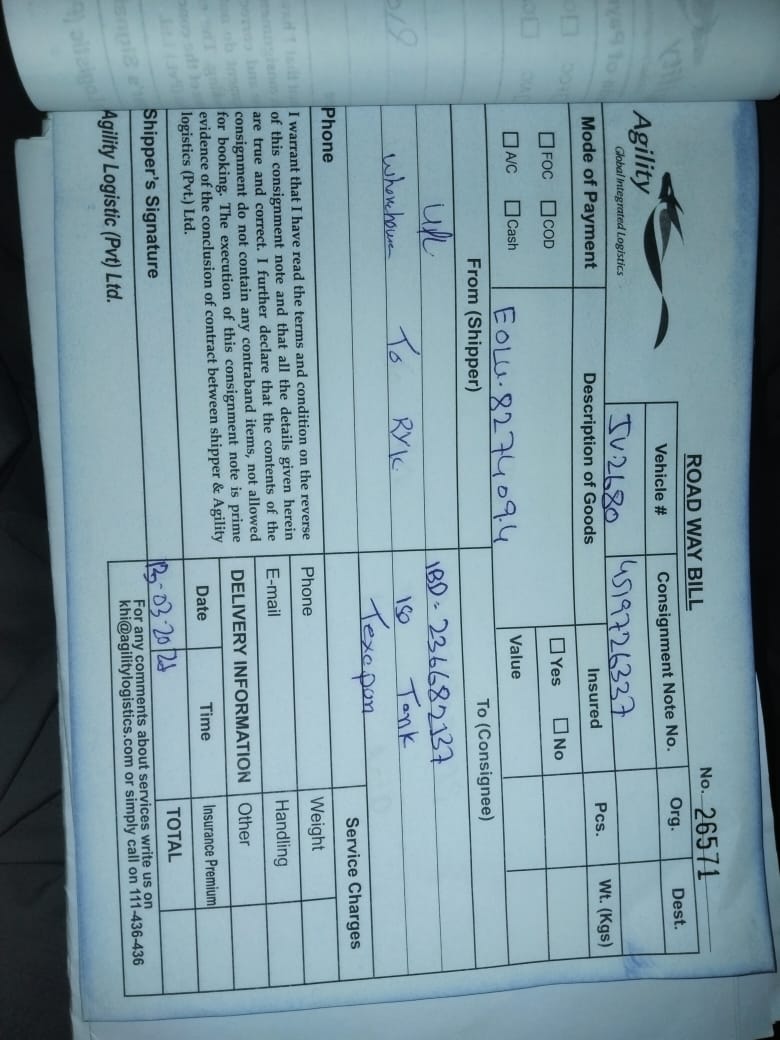 ROAD WAY BILL
No. 26571
Agility
Global Integrated Logistics
Vehicle #
Consignment Note No.
Org.
Dest.
JV.2680
4519726337
Mode of Payment
Description of Goods
Insured
Pcs.
Wt. (Kgs)
FOC COD
Yes No
A/C Cash
EOLU.827409.4
Value
From (Shipper)
To (Consignee)
UPL
IBD- 236682137
To RYK
ISO Tank
Texapon
Service Charges
Phone
Phone
Weight
I warrant that I have read the terms and condition on the reverse
of this consignment note and that all the details given herein
are true and correct. I further declare that the contents of the
consignment do not contain any contraband items, not allowed
for booking. The execution of this consignment note is prime
evidence of the conclusion of contract between shipper & Agility
logistics (Pvt.) Ltd.
E-mail
Handling
DELIVERY INFORMATION
Other
Date
Time
Insurance Premium
13-03-2021
TOTAL
Shipper's Signature
For any comments about services write us on
khi@agilitylogistics.com or simply call on 111-436-436
Agility Logistic (Pvt) Ltd.